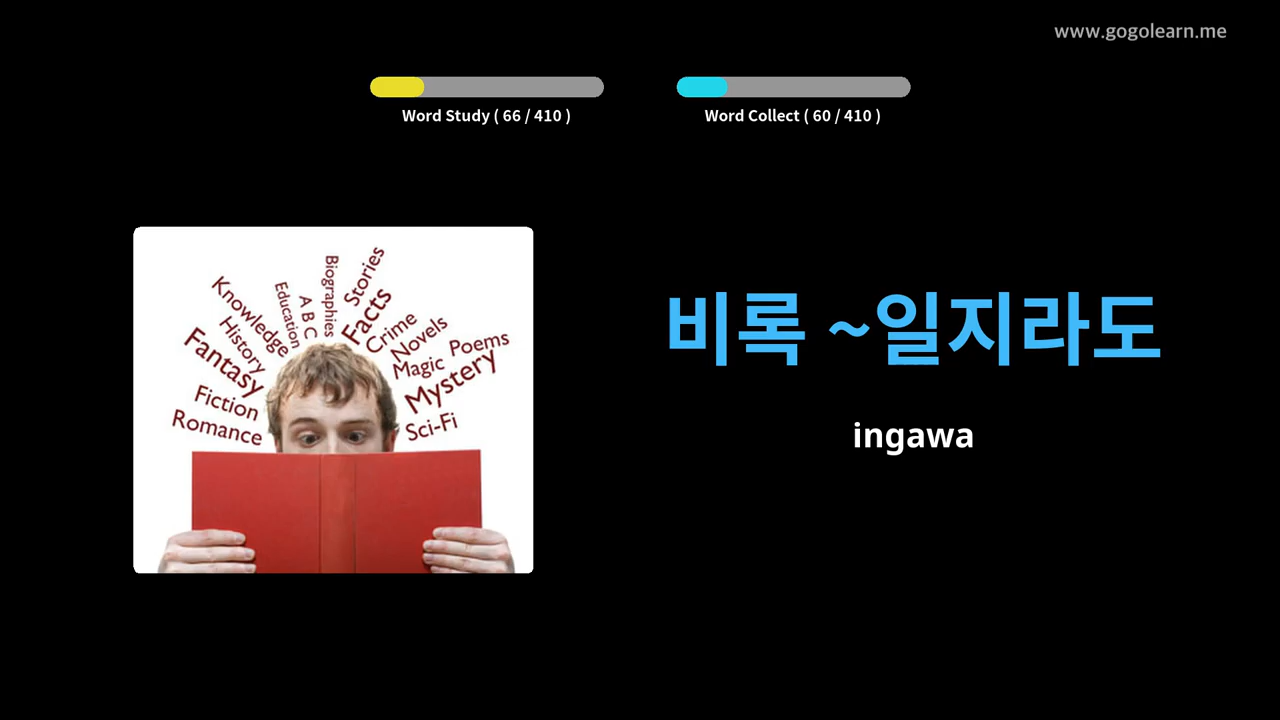 www.gogolearn.me
Word Study ( 66 / 410 )
Word Collect ( 60 / 410 )
Biographies
Stories
Education
A B C
Facts
Knowledge
Crime
History
Novels
Poems
Fantasy
Magic
Mystery
Fiction
Romance
Sci-Fi
비록 ~일지라도
ingawa